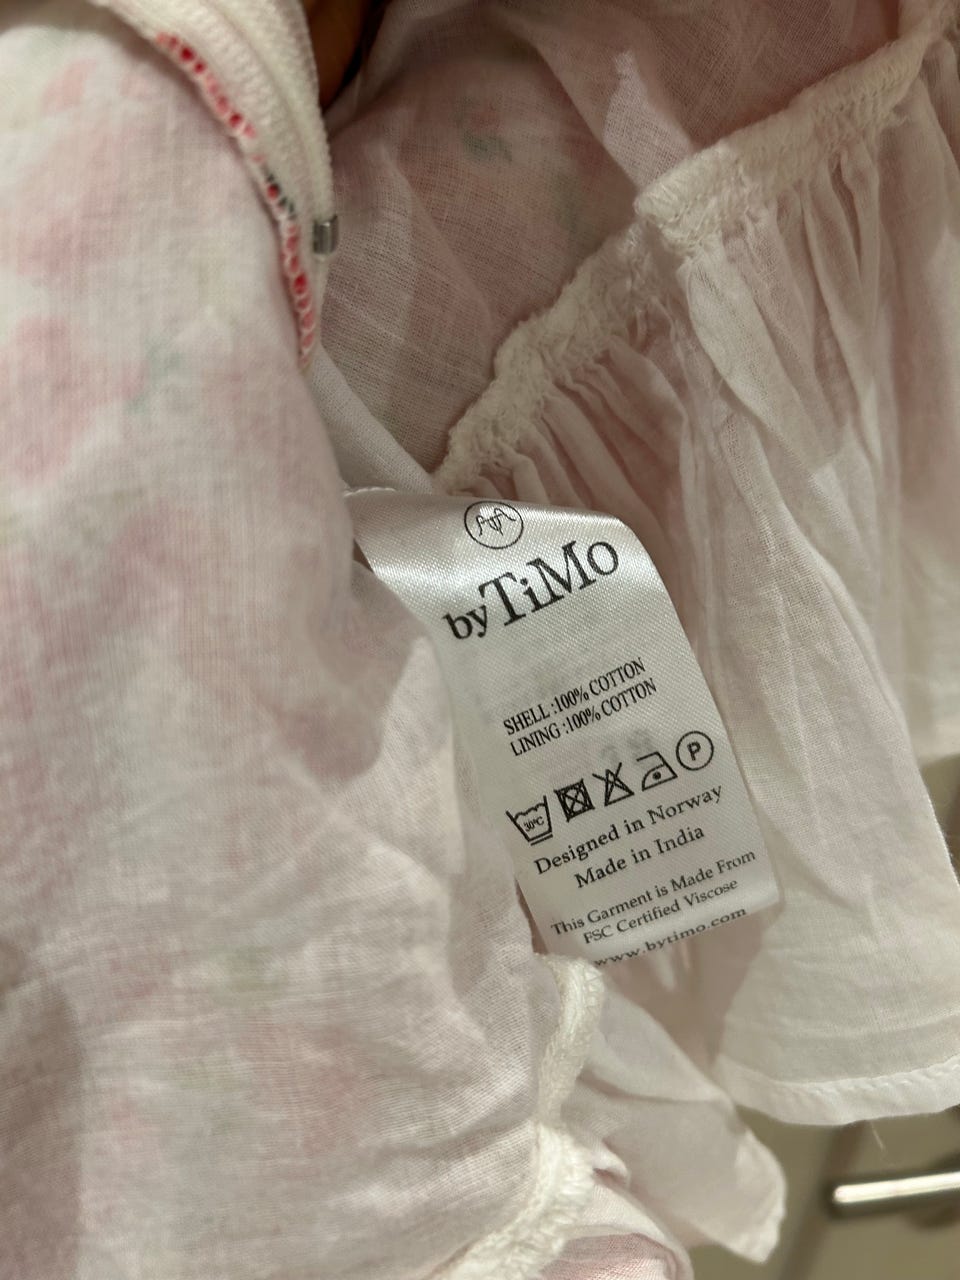 byTiMo
SHELL :100% COTTON
LINING :100% COTTON
30°C
P
Designed in Norway
Made in India
This Garment is Made From
FSC Certified Viscose
www.bytimo.com